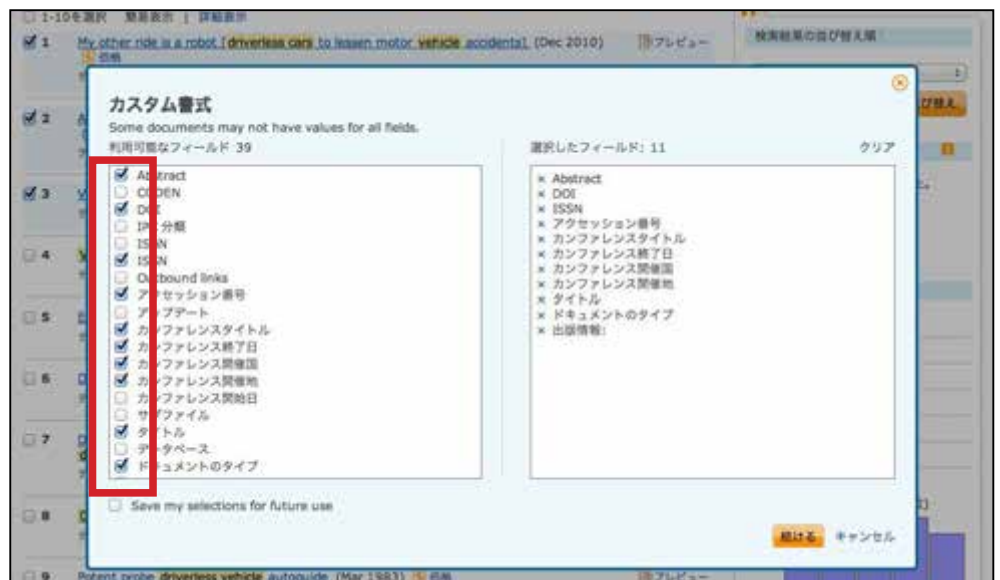 1-10を選択 簡易表示 | 詳細表示
1 My other ride is a robot [driverless cars to lessen motor vehicle accidents]. (Dec 2010) プレビュー
価格
検索結果の並び替え順
び替え
2
3
4
5
6
7
8
カスタム書式
Some documents may not have values for all fields.
利用可能なフィールド 39
Abstract
CODEN
DOI
IPC 分類
ISBN
ISSN
Outbound links
アクセッション番号
アップデート
カンファレンスタイトル
カンファレンス終了日
カンファレンス開催国
カンファレンス開催地
カンファレンス開始日
サブファイル
タイトル
データベース
ドキュメントのタイプ
選択したフィールド: 11 クリア
× Abstract
× DOI
× ISSN
× アクセッション番号
× カンファレンスタイトル
× カンファレンス終了日
× カンファレンス開催国
× カンファレンス開催地
× タイトル
× ドキュメントのタイプ
× 出版情報:
Save my selections for future use
続ける キャンセル
9 Potent probe driverless vehicle autoguide. (Mar 1983) 価格 プレビュー